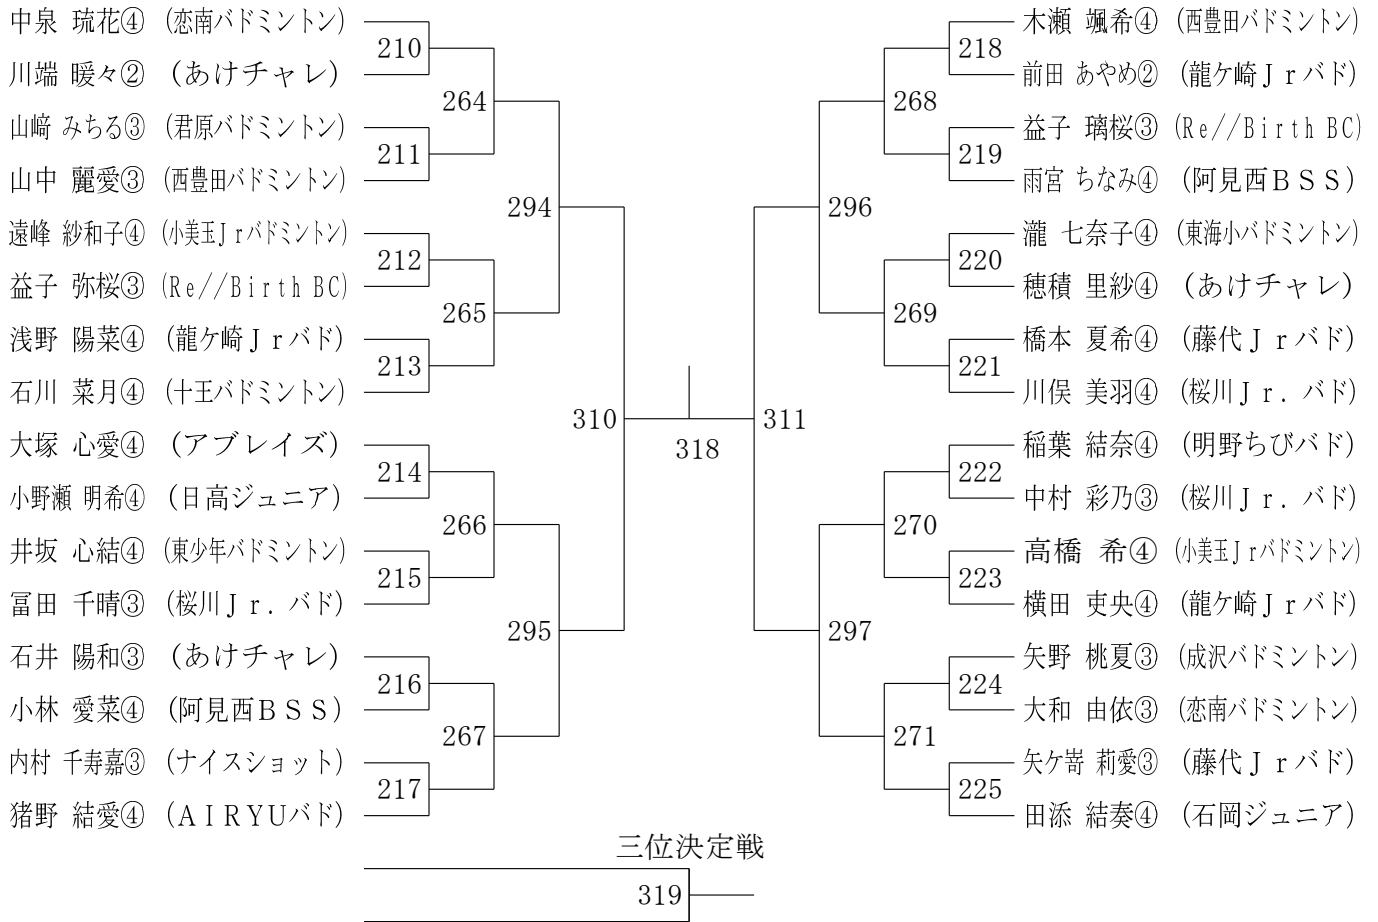 中泉 琉花④ (恋南バドミントン)
210
川端 暖々② (あけチャレ)
264
山﨑 みちる③ (君原バドミントン)
211
山中 麗愛③ (西豊田バドミントン)
294
遠峰 紗和子④ (小美玉Jrバドミントン)
212
益子 弥桜③ (Re//Birth BC)
265
浅野 陽菜④ (龍ケ崎Jrバド)
213
石川 菜月④ (十王バドミントン)
310
大塚 心愛④ (アブレイズ)
214
小野瀬 明希④ (日高ジュニア)
266
井坂 心結④ (東少年バドミントン)
215
冨田 千晴③ (桜川Jr. バド)
295
石井 陽和③ (あけチャレ)
216
小林 愛菜④ (阿見西BSS)
267
内村 千寿嘉③ (ナイスショット)
217
猪野 結愛④ (AIRYUバド)
318
木瀬 颯希④ (西豊田バドミントン)
218
前田 あやめ② (龍ケ崎Jrバド)
268
益子 璃桜③ (Re//Birth BC)
219
雨宮 ちなみ④ (阿見西BSS)
296
瀧 七奈子④ (東海小バドミントン)
220
穂積 里紗④ (あけチャレ)
269
橋本 夏希④ (藤代Jrバド)
221
川俣 美羽④ (桜川Jr. バド)
311
稲葉 結奈④ (明野ちびバド)
222
中村 彩乃③ (桜川Jr. バド)
270
高橋 希④ (小美玉Jrバドミントン)
223
横田 吏央④ (龍ケ崎Jrバド)
297
矢野 桃夏③ (成沢バドミントン)
224
大和 由依③ (恋南バドミントン)
271
矢ケ嵜 莉愛③ (藤代Jrバド)
225
田添 結奏④ (石岡ジュニア)
三位決定戦
319